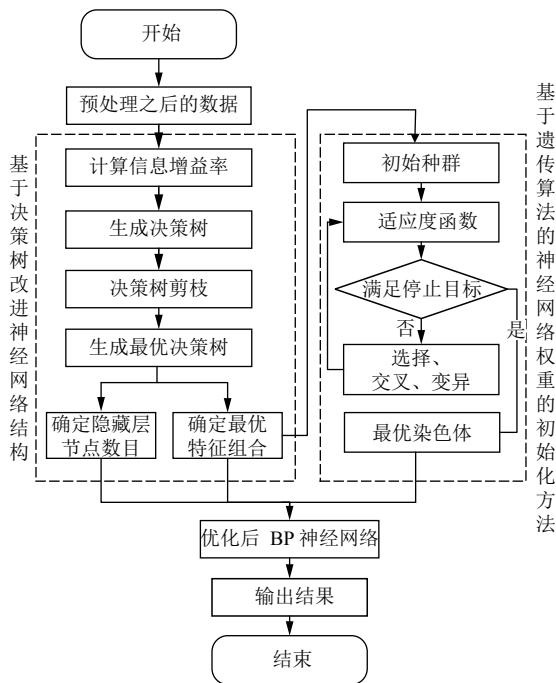 开始
预处理之后的数据
基于决策树改进神经网络结构
计算信息增益率
生成决策树
决策树剪枝
生成最优决策树
确定隐藏层
节点数目
确定最优
特征组合
基于遗传算法的神经网络权重的初始化方法
初始种群
适应度函数
满足停止目标
否
是
选择、
交叉、变异
最优染色体
优化后 BP 神经网络
输出结果
结束